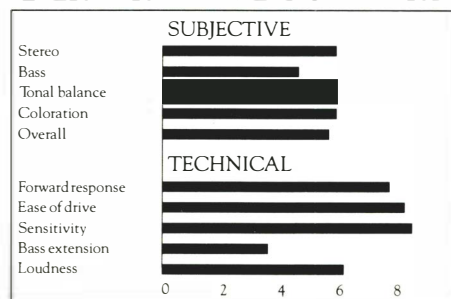 SUBJECTIVE
Stereo
Bass
Tonal balance
Coloration
Overall
TECHNICAL
Forward response
Ease of drive
Sensitivity
Bass extension
Loudness
0 2 4 6 8